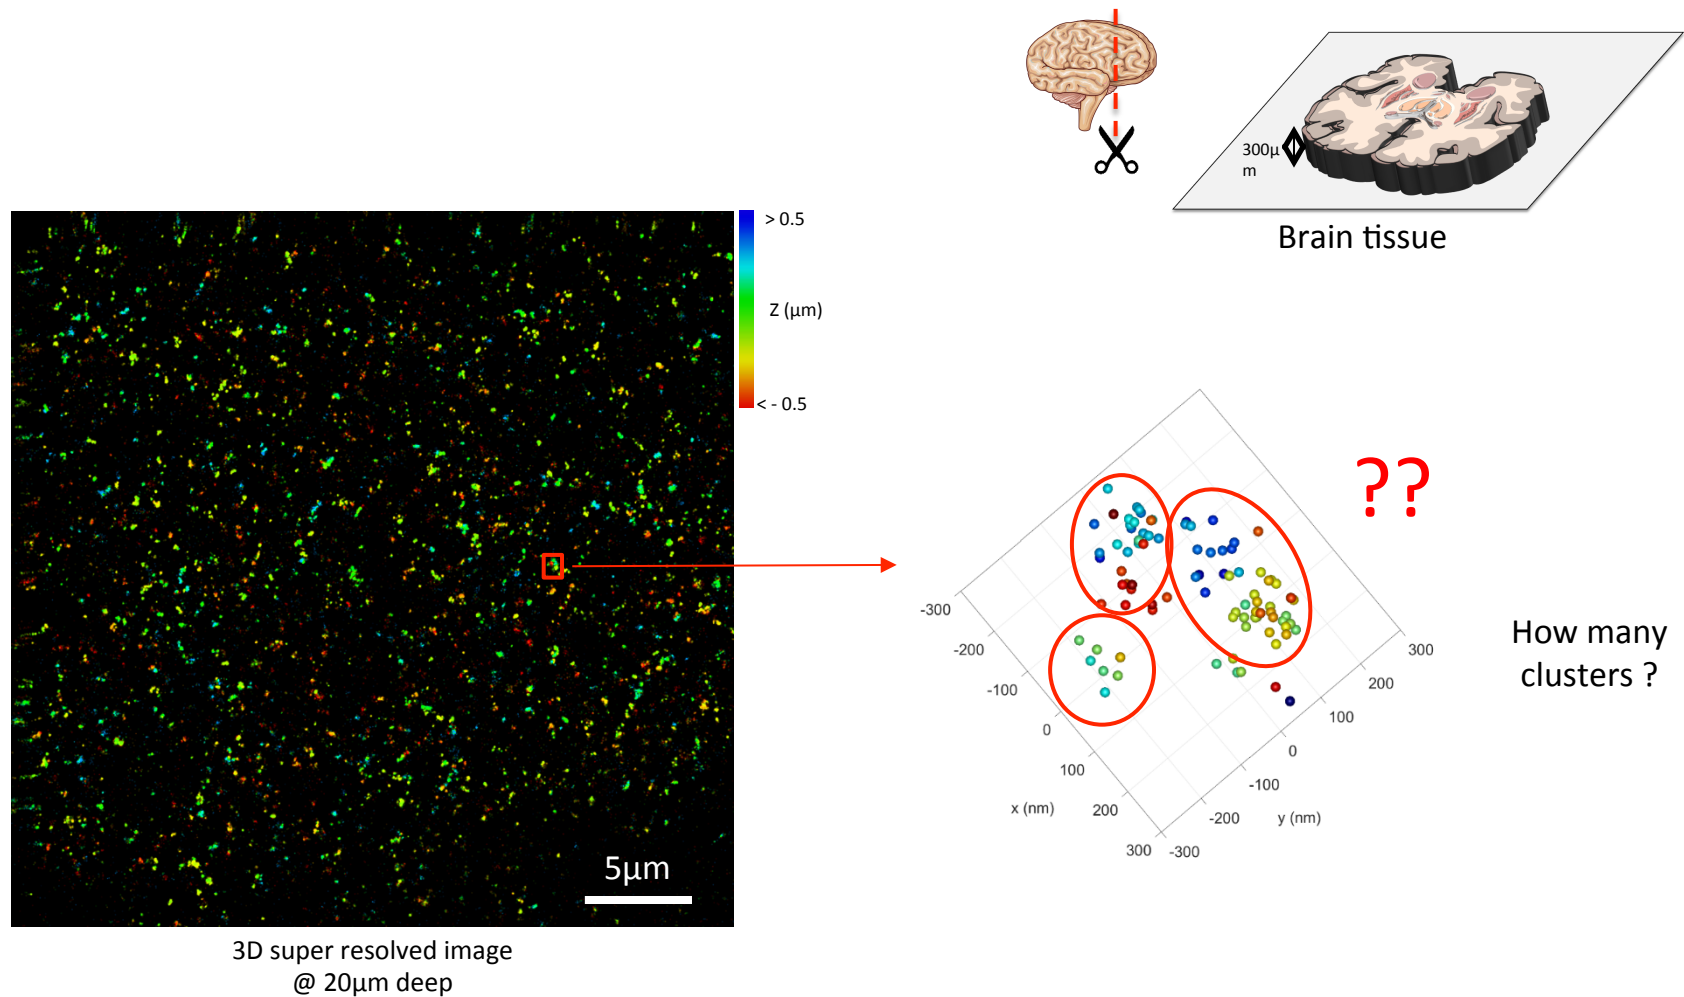 300μ
m
Brain tissue
> 0.5
Z (μm)
< - 0.5
??
-300
-200
-100
0
100
200
300
x (nm)
-300
-200
-100
0
100
200
300
y (nm)
How many
clusters ?
5μm
3D super resolved image
@ 20μm deep